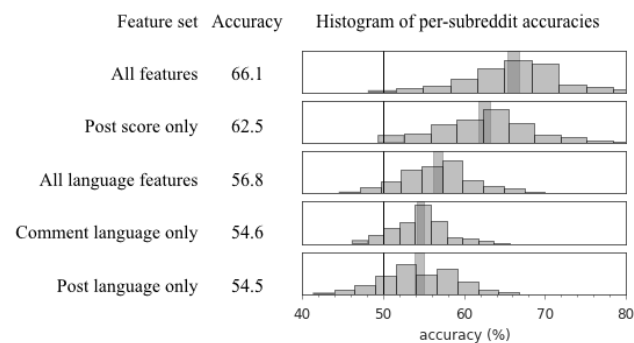 Feature set Accuracy Histogram of per-subreddit accuracies
All features 66.1
Post score only 62.5
All language features 56.8
Comment language only 54.6
Post language only 54.5
40 50 60 70 80
accuracy (%)